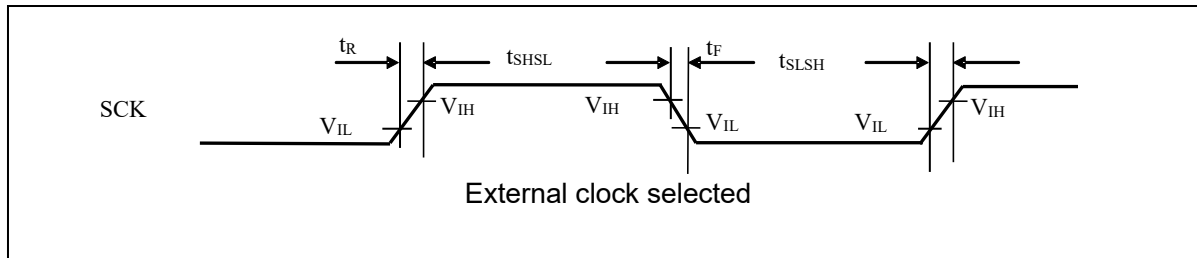 tR tSHSL tF tSLSH
SCK VIL VIH VIH VIL VIL VIH
External clock selected